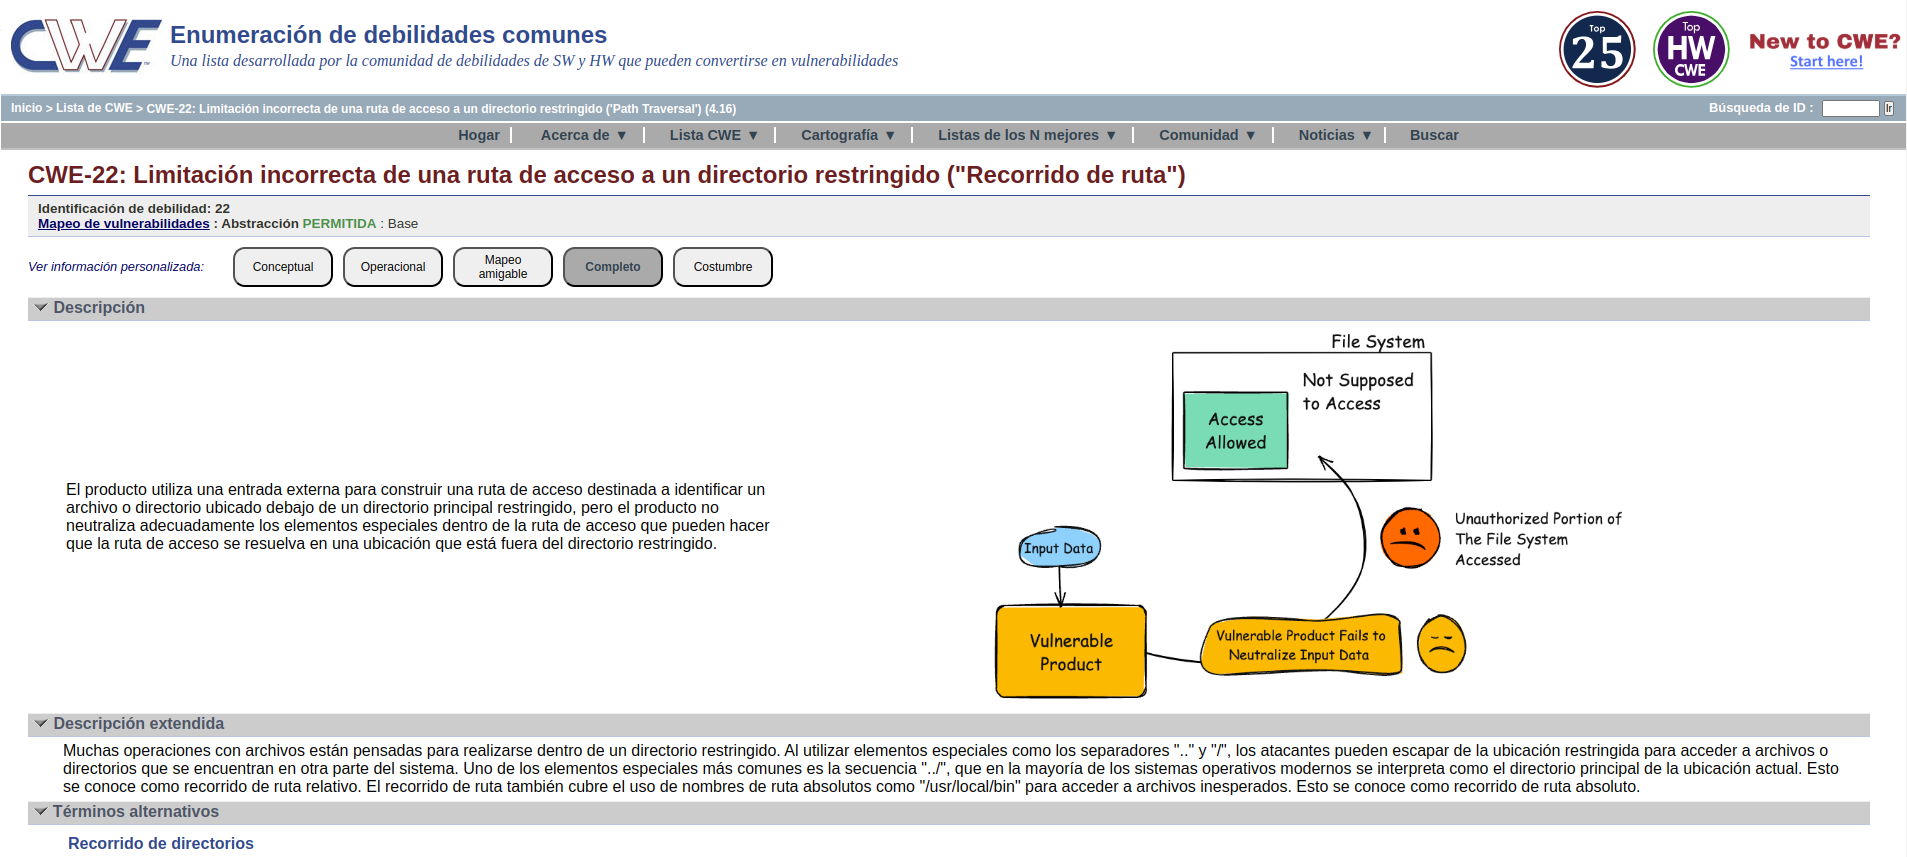 CWE
Enumeración de debilidades comunes
Una lista desarrollada por la comunidad de debilidades de SW y HW que pueden convertirse en vulnerabilidades
Top
25
Top
HW
CWE
New to CWE?
Start here!
Inicio > Lista de CWE > CWE-22: Limitación incorrecta de una ruta de acceso a un directorio restringido ('Path Traversal') (4.16)
Búsqueda de ID :
Ir
Hogar
Acerca de ▼
Lista CWE ▼
Cartografía ▼
Listas de los N mejores ▼
Comunidad ▼
Noticias ▼
Buscar
CWE-22: Limitación incorrecta de una ruta de acceso a un directorio restringido ("Recorrido de ruta")
Identificación de debilidad: 22
Mapeo de vulnerabilidades : Abstracción PERMITIDA : Base
Ver información personalizada:
Conceptual
Operacional
Mapeo
amigable
Completo
Costumbre
Descripción
El producto utiliza una entrada externa para construir una ruta de acceso destinada a identificar un
archivo o directorio ubicado debajo de un directorio principal restringido, pero el producto no
neutraliza adecuadamente los elementos especiales dentro de la ruta de acceso que pueden hacer
que la ruta de acceso se resuelva en una ubicación que está fuera del directorio restringido.
File System
Not Supposed
to Access
Access
Allowed
Unauthorized Portion of
The File System
Accessed
Input Data
Vulnerable
Product
Vulnerable Product Fails to
Neutralize Input Data
Descripción extendida
Muchas operaciones con archivos están pensadas para realizarse dentro de un directorio restringido. Al utilizar elementos especiales como los separadores ".." y "/", los atacantes pueden escapar de la ubicación restringida para acceder a archivos o
directorios que se encuentran en otra parte del sistema. Uno de los elementos especiales más comunes es la secuencia "../", que en la mayoría de los sistemas operativos modernos se interpreta como el directorio principal de la ubicación actual. Esto
se conoce como recorrido de ruta relativo. El recorrido de ruta también cubre el uso de nombres de ruta absolutos como "/usr/local/bin" para acceder a archivos inesperados. Esto se conoce como recorrido de ruta absoluto.
Términos alternativos
Recorrido de directorios